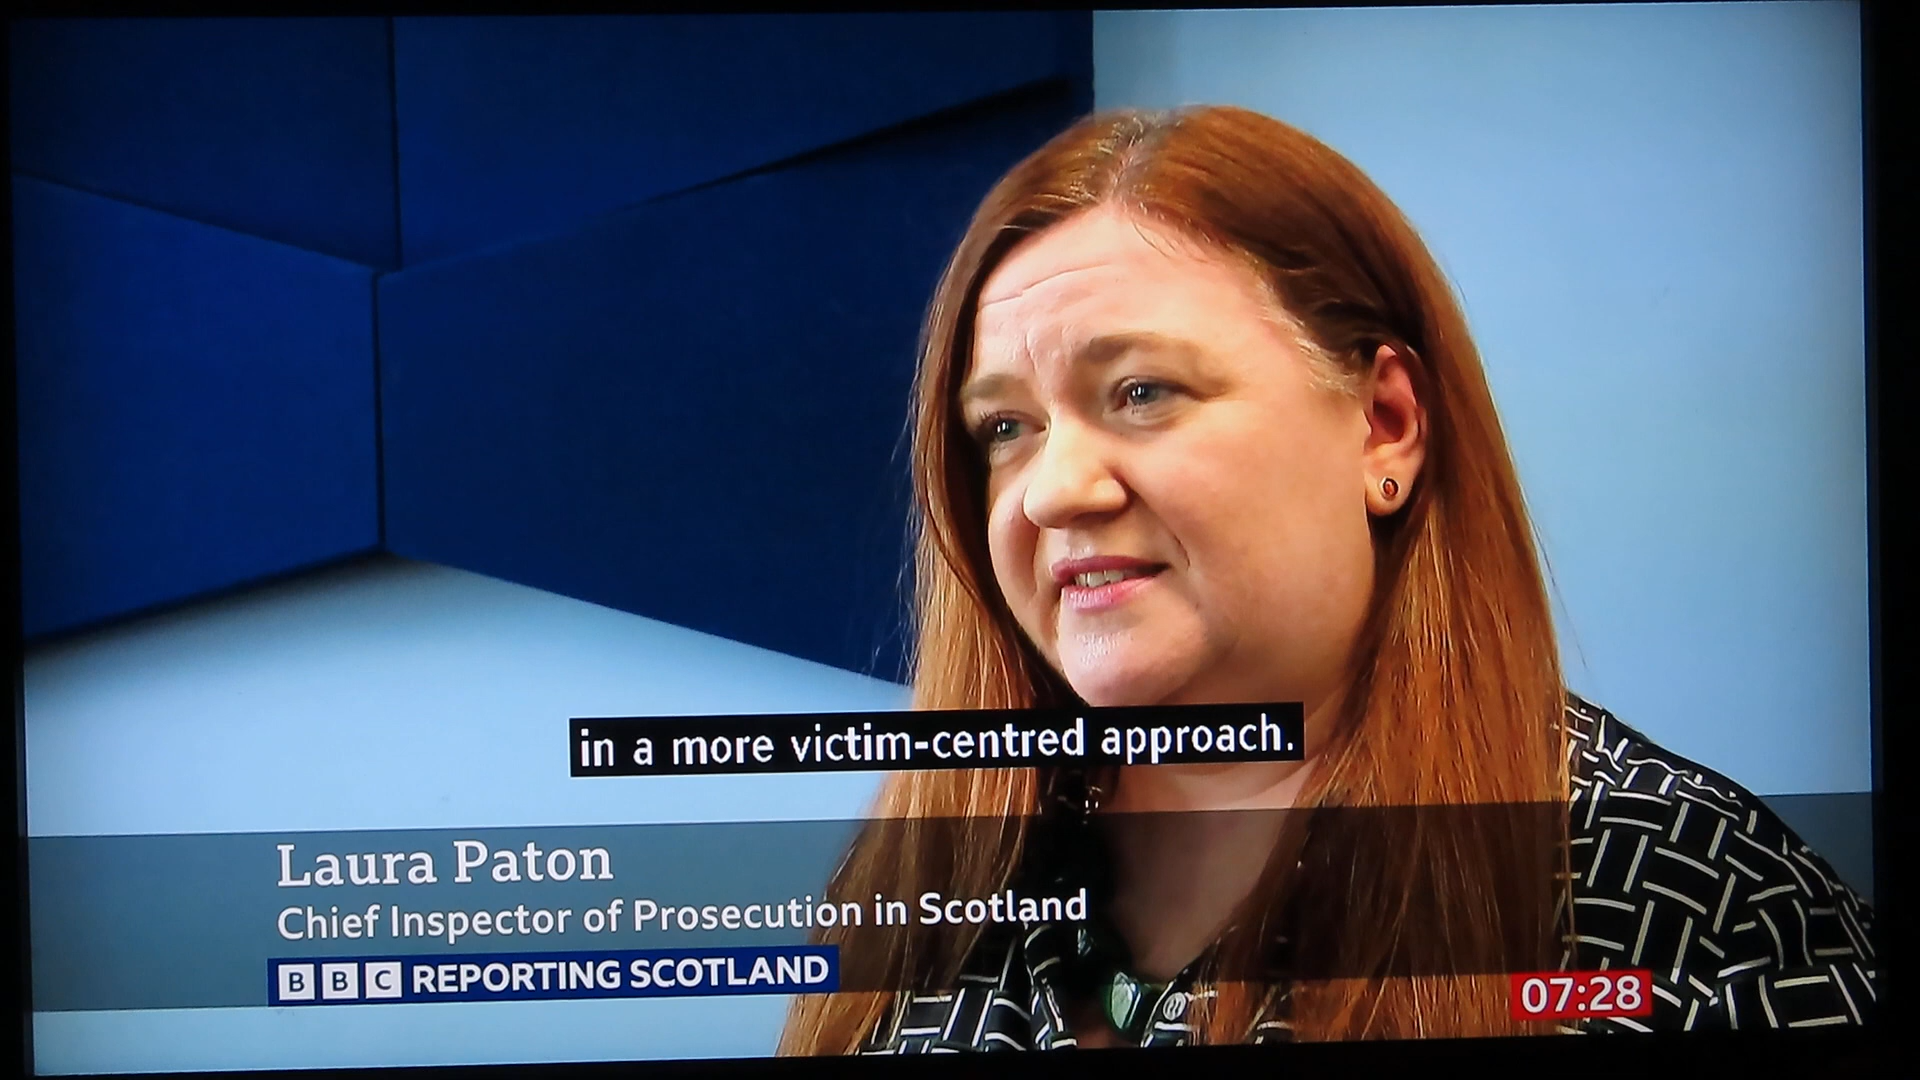 in a more victim-centred approach.
Laura Paton
Chief Inspector of Prosecution in Scotland
BBC REPORTING SCOTLAND
07:28